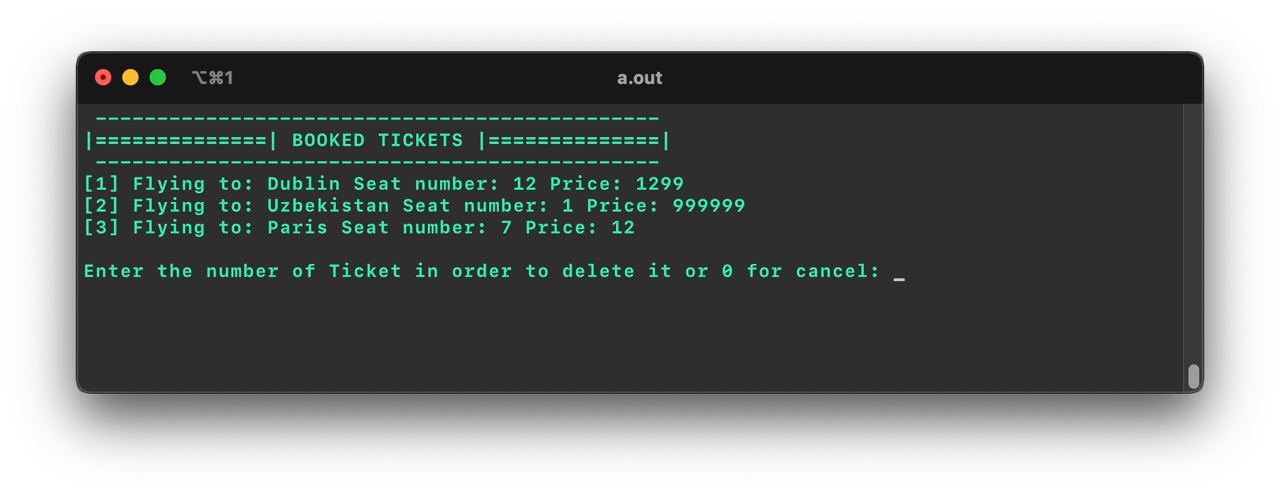 ⌥⌘1
a.out
----------------------------------------------
|==============| BOOKED TICKETS |==============|
----------------------------------------------
[1] Flying to: Dublin Seat number: 12 Price: 1299
[2] Flying to: Uzbekistan Seat number: 1 Price: 999999
[3] Flying to: Paris Seat number: 7 Price: 12
Enter the number of Ticket in order to delete it or 0 for cancel: _